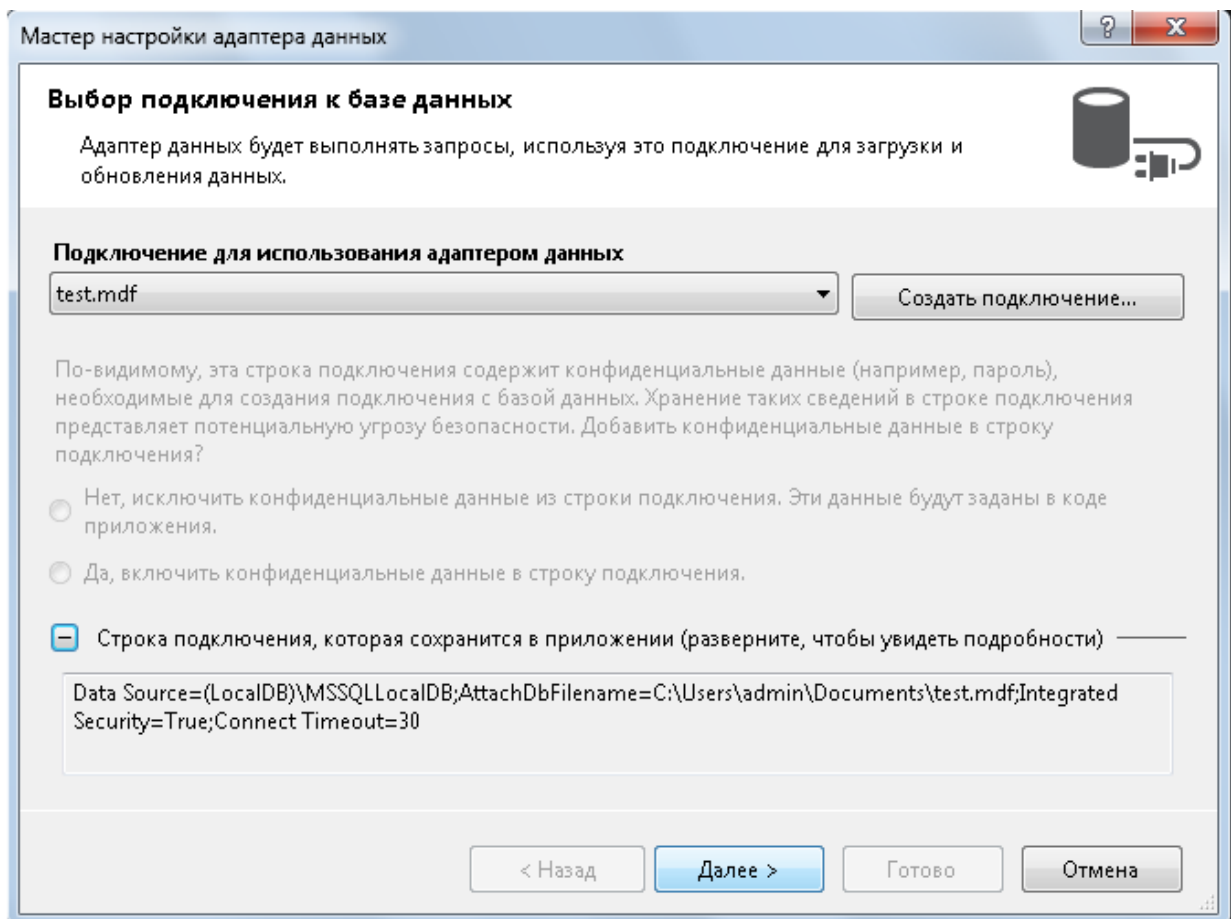 Мастер настройки адаптера данных
Выбор подключения к базе данных
Адаптер данных будет выполнять запросы, используя это подключение для загрузки и
обновления данных.
Подключение для использования адаптером данных
test.mdf
Создать подключение...
По-видимому, эта строка подключения содержит конфиденциальные данные (например, пароль),
необходимые для создания подключения с базой данных. Хранение таких сведений в строке подключения
представляет потенциальную угрозу безопасности. Добавить конфиденциальные данные в строку
подключения?
Нет, исключить конфиденциальные данные из строки подключения. Эти данные будут заданы в коде
приложения.
Да, включить конфиденциальные данные в строку подключения.
Строка подключения, которая сохранится в приложении (разверните, чтобы увидеть подробности)
Data Source=(LocalDB)\MSSQLLocalDB;AttachDbFilename=C:\Users\admin\Documents\test.mdf;Integrated
Security=True;Connect Timeout=30
< Назад
Далее >
Готово
Отмена